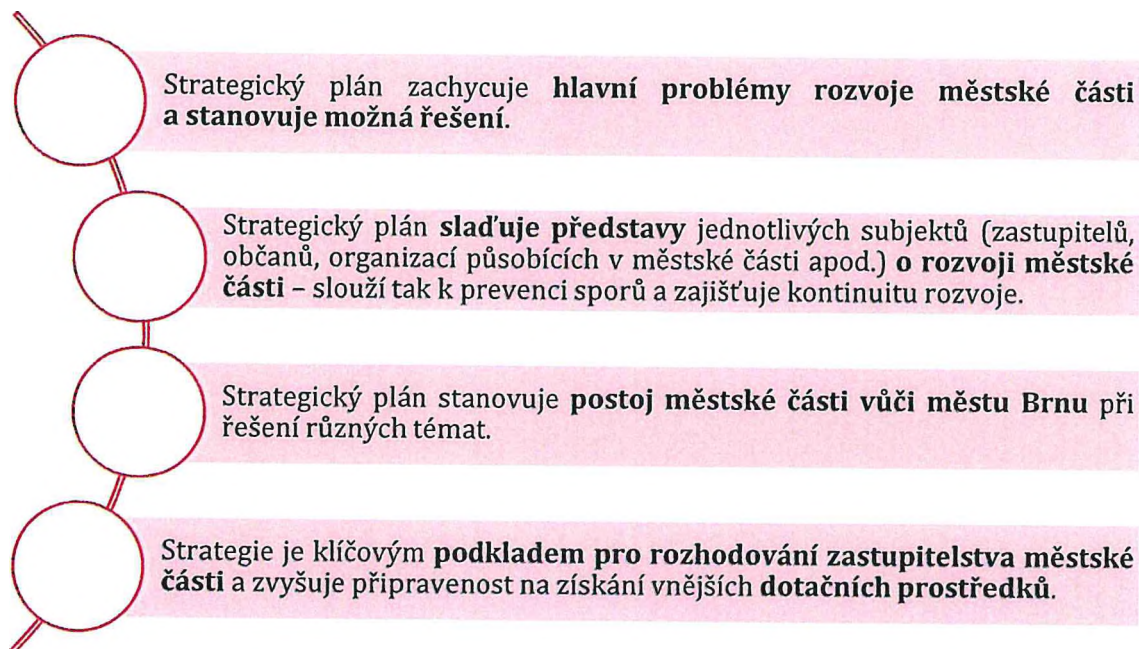 Strategický plán zachycuje hlavní problémy rozvoje městské části
a stanovuje možná řešení.
Strategický plán slaďuje představy jednotlivých subjektů (zastupitelů,
občanů, organizací působících v městské části apod.) o rozvoji městské
části – slouží tak k prevenci sporů a zajišťuje kontinuitu rozvoje.
Strategický plán stanovuje postoj městské části vůči městu Brnu při
řešení různých témat.
Strategie je klíčovým podkladem pro rozhodování zastupitelstva městské
části a zvyšuje připravenost na získání vnějších dotačních prostředků.